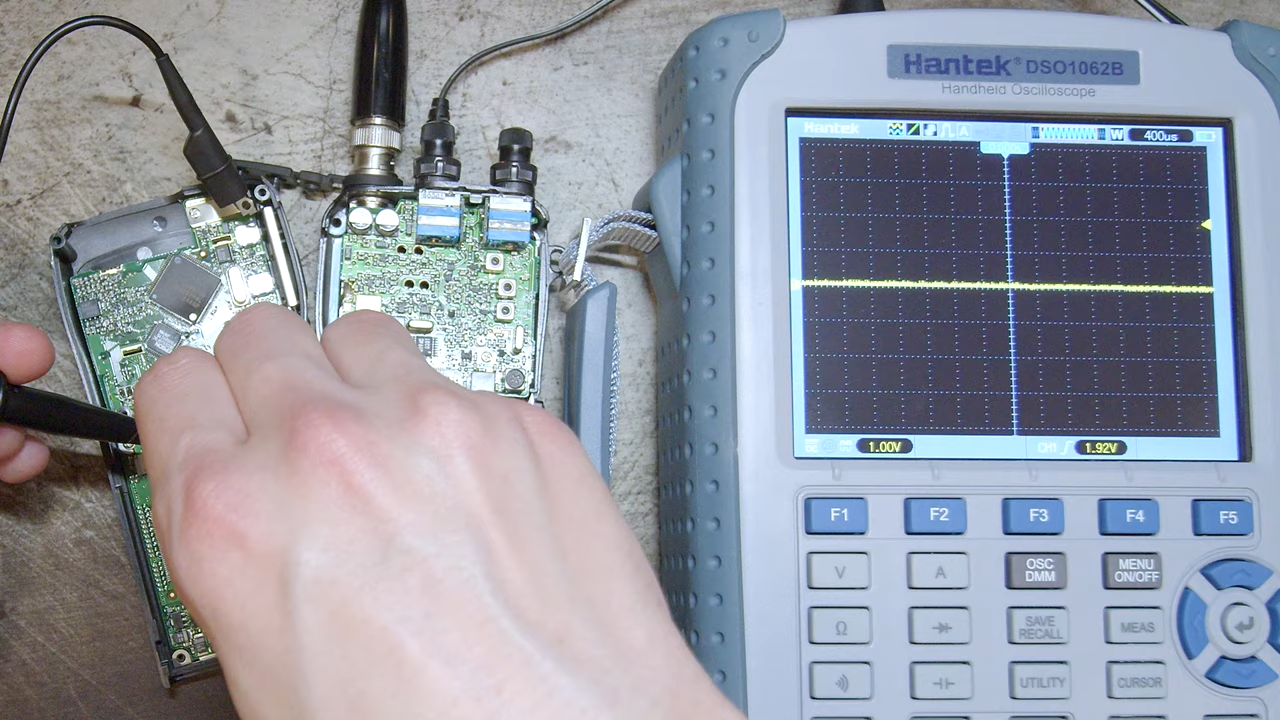 Hantek® DSO1062B
Handheld Oscilloscope
Hantek
A
W 400us
1.00V
CH1 1.92V
F1 F2 F3 F4 F5
V A OSC DMM MENU ON/OFF
Ω SAVE RECALL MEAS
UTILITY CURSOR